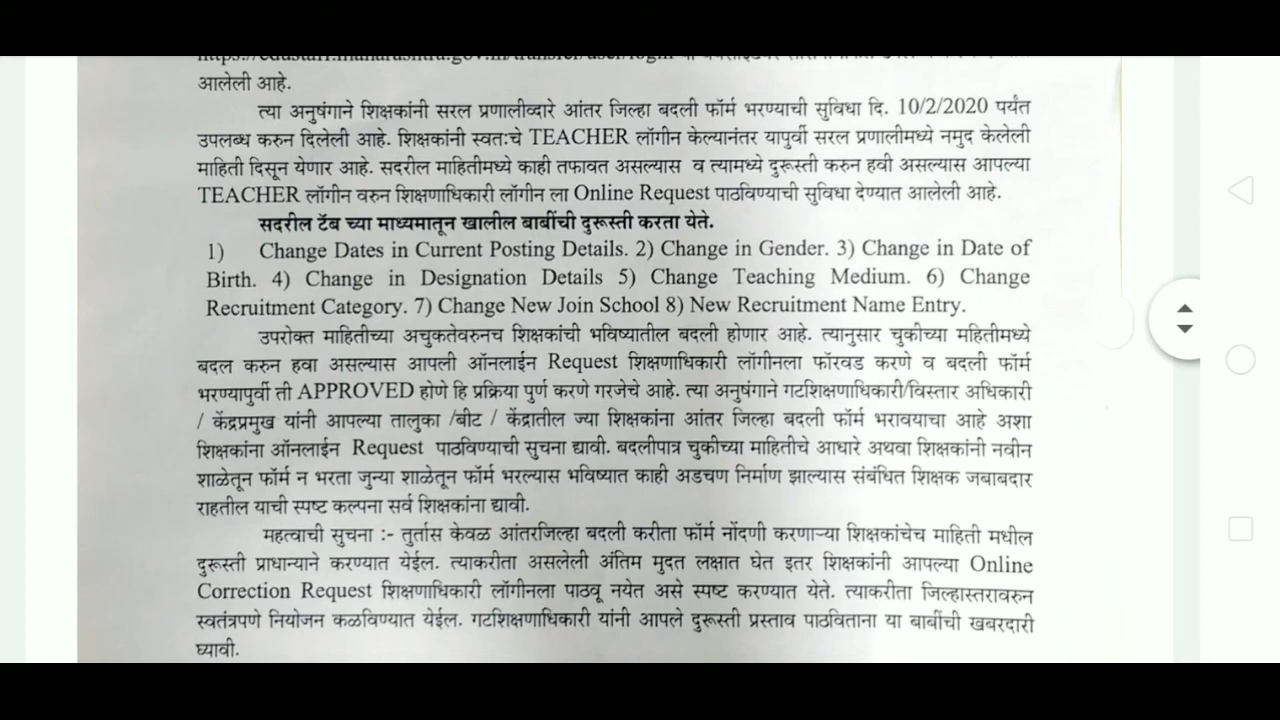 आलेली आहे.
त्या अनुषंगाने शिक्षकांनी सरल प्रणालीव्दारे आंतर जिल्हा बदली फॉर्म भरण्याची सुविधा दि. 10/2/2020 पर्यंत
उपलब्ध करुन दिलेली आहे. शिक्षकांनी स्वतःचे TEACHER लॉगीन केल्यानंतर यापुर्वी सरल प्रणालीमध्ये नमुद केलेली
माहिती दिसून येणार आहे. सदरील माहितीमध्ये काही तफावत असल्यास व त्यामध्ये दुरूस्ती करुन हवी असल्यास आपल्या
TEACHER लॉगीन वरुन शिक्षणाधिकारी लॉगीन ला Online Request पाठविण्याची सुविधा देण्यात आलेली आहे.
सदरील टॅब च्या माध्यमातून खालील बाबींची दुरूस्ती करता येते.
1) Change Dates in Current Posting Details. 2) Change in Gender. 3) Change in Date of
Birth. 4) Change in Designation Details 5) Change Teaching Medium. 6) Change
Recruitment Category. 7) Change New Join School 8) New Recruitment Name Entry.
उपरोक्त माहितीच्या अचुकतेवरुनच शिक्षकांची भविष्यातील बदली होणार आहे. त्यानुसार चुकीच्या महितीमध्ये
बदल करुन हवा असल्यास आपली ऑनलाईन Request शिक्षणाधिकारी लॉगीनला फॉरवड करणे व बदली फॉर्म
भरण्यापुर्वी ती APPROVED होणे हि प्रक्रिया पुर्ण करणे गरजेचे आहे. त्या अनुषंगाने गटशिक्षणाधिकारी/विस्तार अधिकारी
/ केंद्रप्रमुख यांनी आपल्या तालुका /बीट / केंद्रातील ज्या शिक्षकांना आंतर जिल्हा बदली फॉर्म भरावयाचा आहे अशा
शिक्षकांना ऑनलाईन Request पाठविण्याची सुचना द्यावी. बदलीपात्र चुकीच्या माहितीचे आधारे अथवा शिक्षकांनी नवीन
शाळेतून फॉर्म न भरता जुन्या शाळेतून फॉर्म भरल्यास भविष्यात काही अडचण निर्माण झाल्यास संबंधित शिक्षक जबाबदार
राहतील याची स्पष्ट कल्पना सर्व शिक्षकांना द्यावी.
महत्वाची सुचना :- तुर्तास केवळ आंतरजिल्हा बदली करीता फॉर्म नोंदणी करणाऱ्या शिक्षकांचेच माहिती मधील
दुरूस्ती प्राधान्याने करण्यात येईल. त्याकरीता असलेली अंतिम मुदत लक्षात घेत इतर शिक्षकांनी आपल्या Online
Correction Request शिक्षणाधिकारी लॉगीनला पाठवू नयेत असे स्पष्ट करण्यात येते. त्याकरीता जिल्हास्तरावरुन
स्वतंत्रपणे नियोजन कळविण्यात येईल. गटशिक्षणाधिकारी यांनी आपले दुरूस्ती प्रस्ताव पाठविताना या बाबींची खबरदारी
घ्यावी.